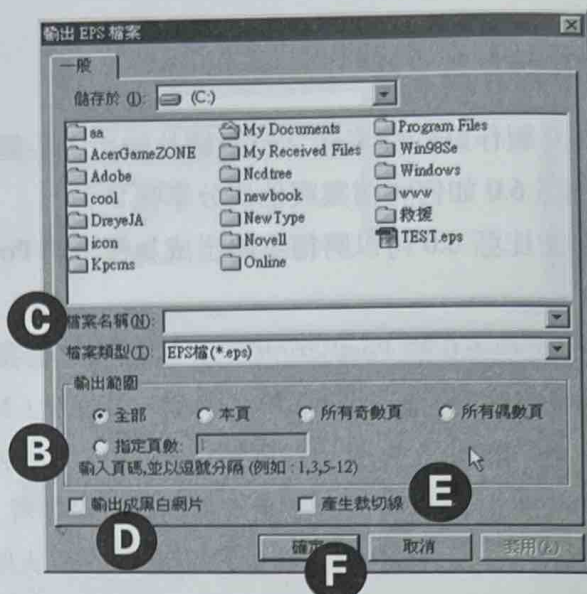 輸出 EPS 檔案
一般
儲存於 (I): (C:)
aa My Documents Program Files
AcerGameZONE My Received Files Win98Se
Adobe Ncdtree Windows
cool newbook www
DreyeJA NewType 救援
icon Novell TEST.eps
Kpcms Online
C 檔案名稱(N):
檔案類型(T): EPS檔(*.eps)
輸出範圍
全部 本頁 所有奇數頁 所有偶數頁
B 指定頁數:
輸入頁碼,並以逗號分隔 (例如 :1,3,5-12)
輸出成黑白網片 產生裁切線 E
D
確定 取消 套用(A)
F